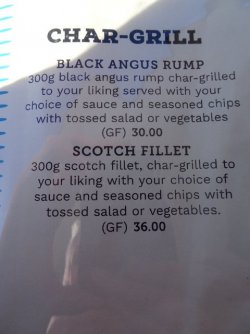 CHAR-GRILL
BLACK ANGUS RUMP
300g black angus rump char-grilled
to your liking served with your
choice of sauce and seasoned chips
with tossed salad or vegetables
(GF) 30.00
SCOTCH FILLET
300g scotch fillet, char-grilled to
your liking with your choice of
sauce and seasoned chips with
tossed salad or vegetables.
(GF) 36.00